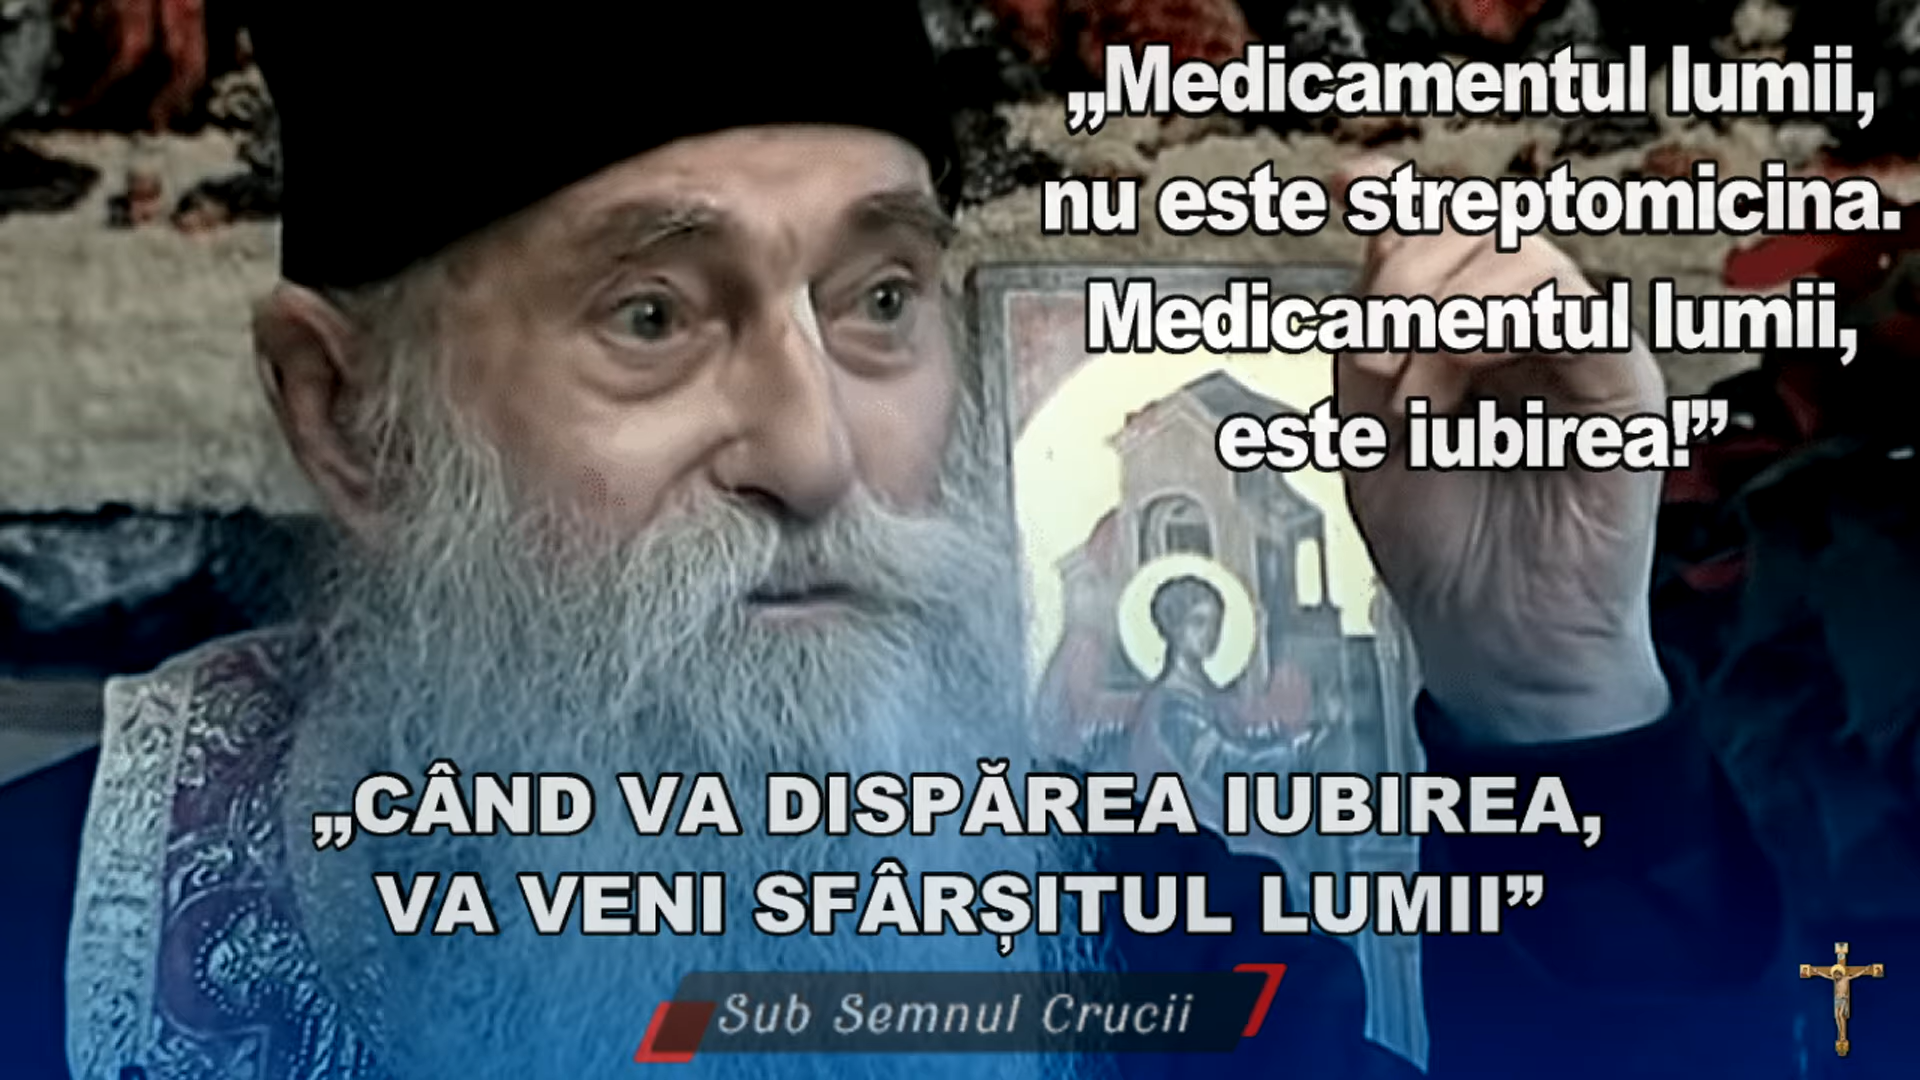 „Medicamentul lumii,
nu este streptomicina.
Medicamentul lumii,
este iubirea!”
„CÂND VA DISPĂREA IUBIREA,
VA VENI SFÂRȘITUL LUMII”
Sub Semnul Crucii